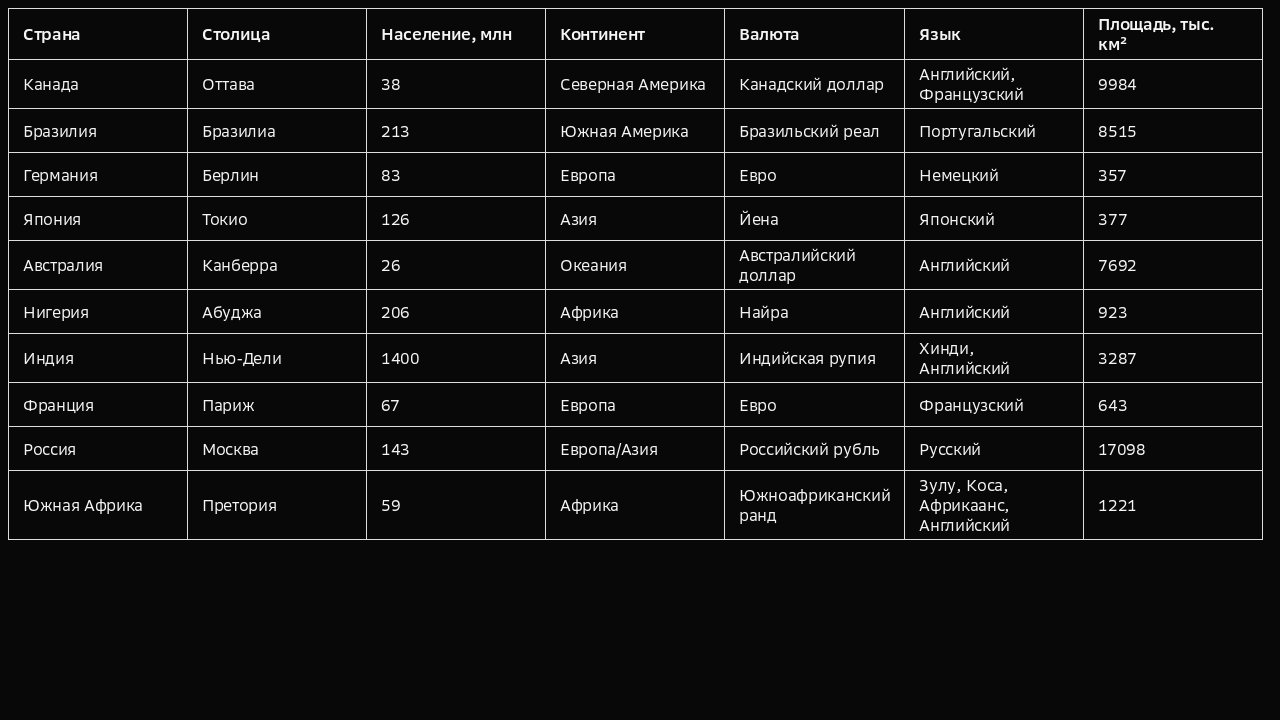 Страна Столица Население, млн Континент Валюта Язык Площадь, тыс. км²
Канада Оттава 38 Северная Америка Канадский доллар Английский, Французский 9984
Бразилия Бразилиа 213 Южная Америка Бразильский реал Португальский 8515
Германия Берлин 83 Европа Евро Немецкий 357
Япония Токио 126 Азия Йена Японский 377
Австралия Канберра 26 Океания Австралийский доллар Английский 7692
Нигерия Абуджа 206 Африка Найра Английский 923
Индия Нью-Дели 1400 Азия Индийская рупия Хинди, Английский 3287
Франция Париж 67 Европа Евро Французский 643
Россия Москва 143 Европа/Азия Российский рубль Русский 17098
Южная Африка Претория 59 Африка Южноафриканский ранд Зулу, Коса, Африкаанс, Английский 1221